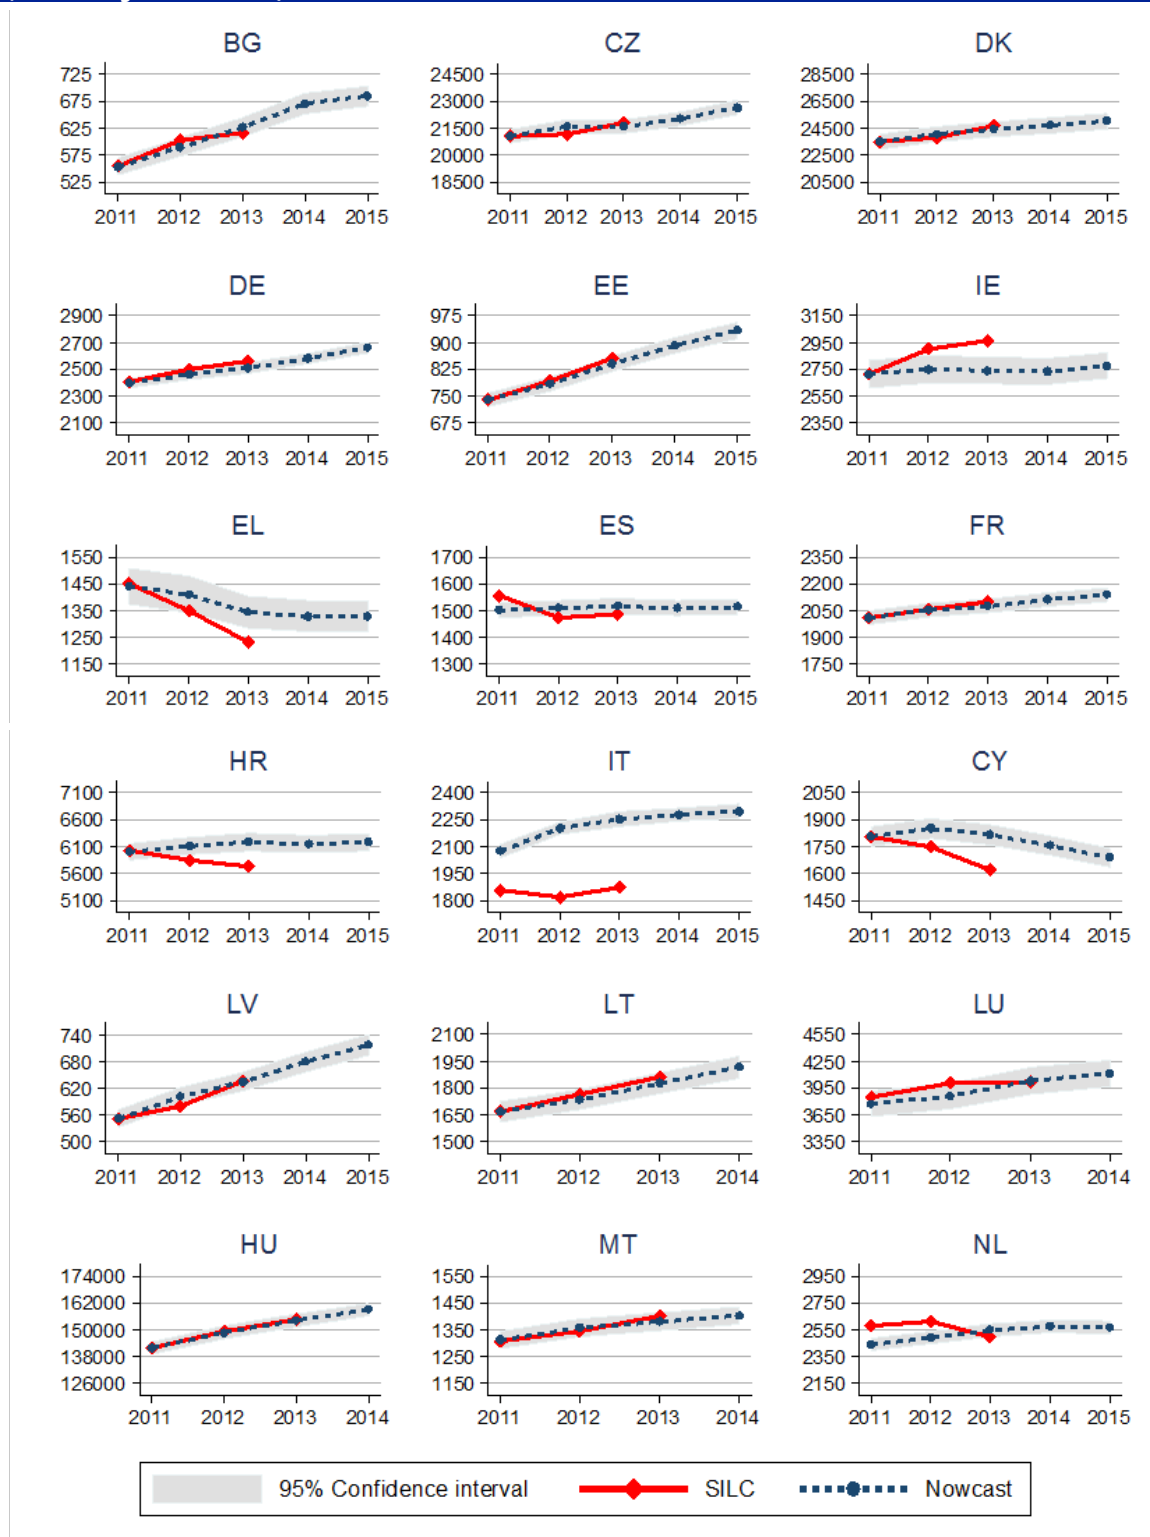 BG CZ DK
725 24500 28500
675 23000 26500
625 21500 24500
575 20000 22500
525 18500 20500
2011 2012 2013 2014 2015 2011 2012 2013 2014 2015 2011 2012 2013 2014 2015
DE EE IE
2900 975 3150
2700 900 2950
2500 825 2750
2300 750 2550
2100 675 2350
2011 2012 2013 2014 2015 2011 2012 2013 2014 2015 2011 2012 2013 2014 2015
EL ES FR
1550 1700 2350
1450 1600 2200
1350 1500 2050
1250 1400 1900
1150 1300 1750
2011 2012 2013 2014 2015 2011 2012 2013 2014 2015 2011 2012 2013 2014 2015
HR IT CY
7100 2400 2050
6600 2250 1900
6100 2100 1750
5600 1950 1600
5100 1800 1450
2011 2012 2013 2014 2015 2011 2012 2013 2014 2015 2011 2012 2013 2014 2015
LV LT LU
740 2100 4550
680 1950 4250
620 1800 3950
560 1650 3650
500 1500 3350
2011 2012 2013 2014 2015 2011 2012 2013 2014 2011 2012 2013 2014
HU MT NL
174000 1550 2950
162000 1450 2750
150000 1350 2550
138000 1250 2350
126000 1150 2150
2011 2012 2013 2014 2011 2012 2013 2014 2011 2012 2013 2014 2015
95% Confidence interval SILC Nowcast